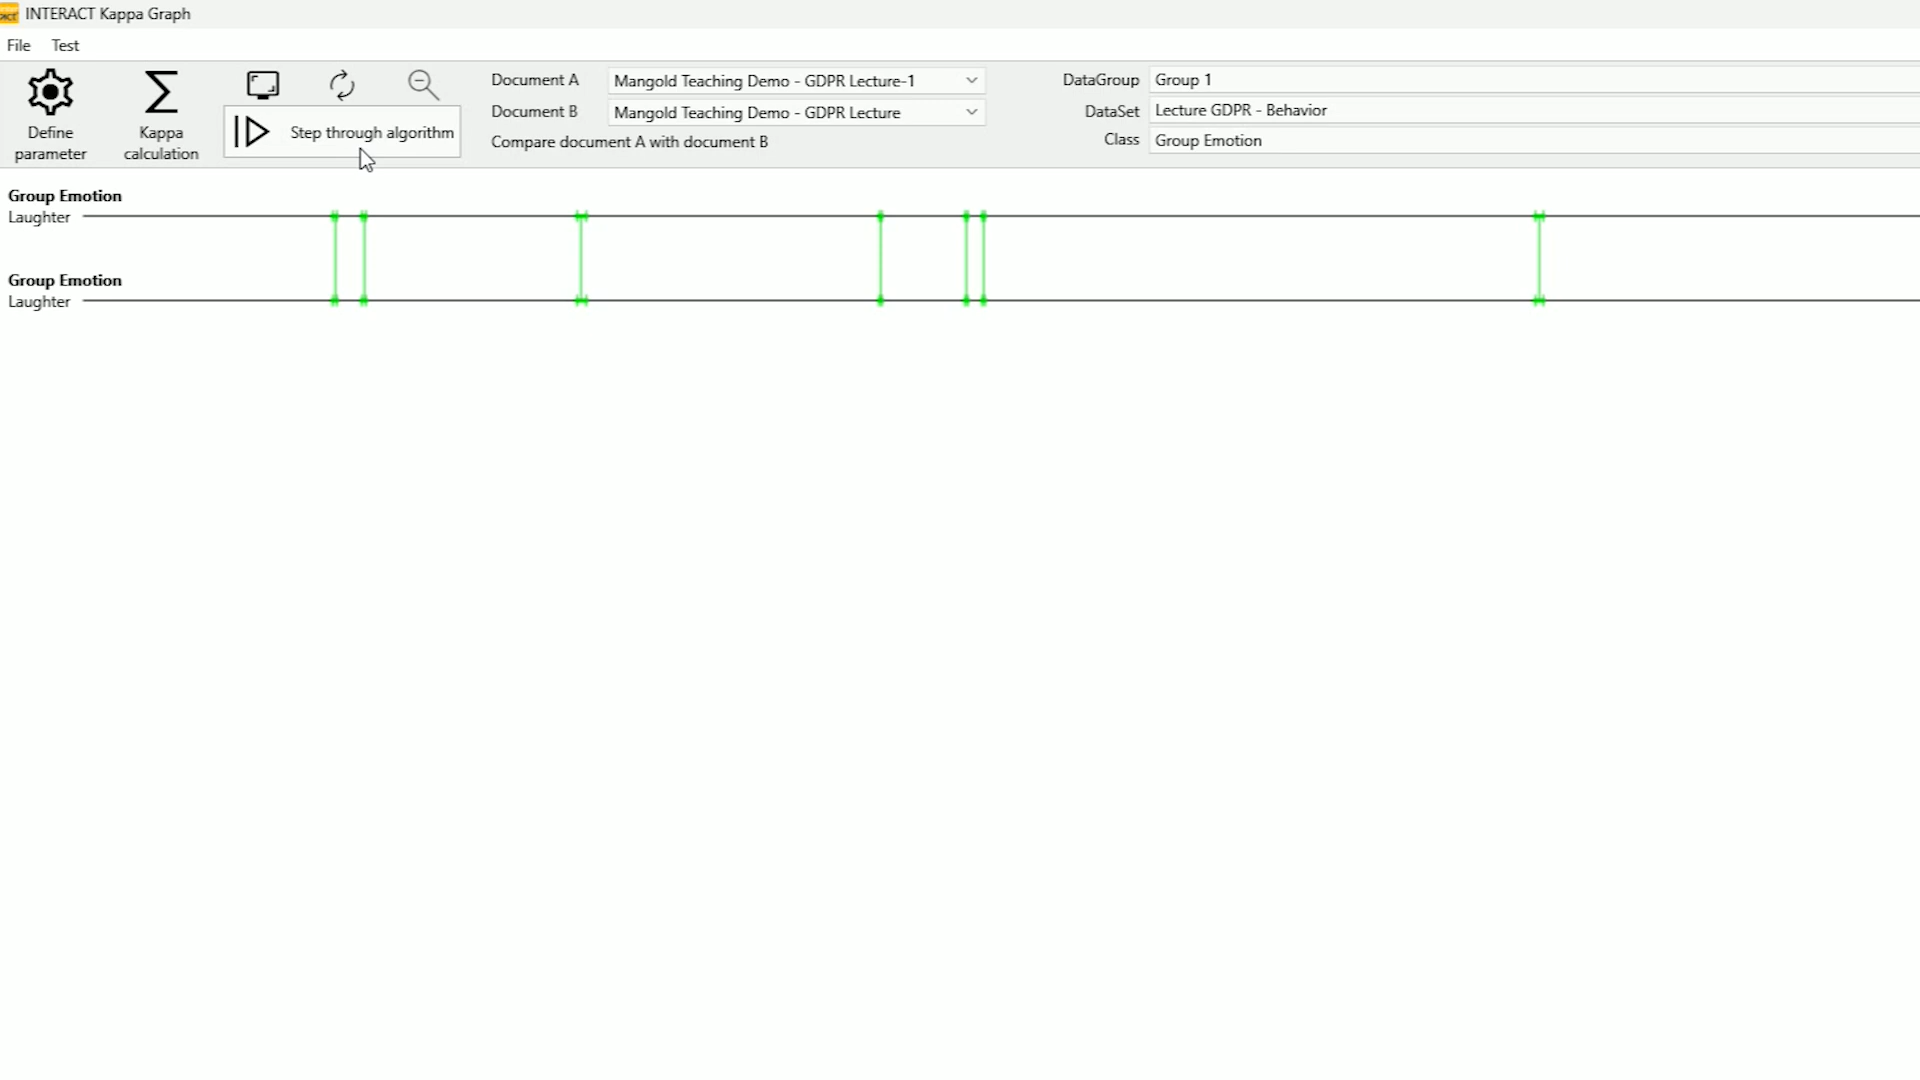 INTERACT Kappa Graph
File Test
Define parameter
Kappa calculation
Step through algorithm
Document A Mangold Teaching Demo - GDPR Lecture-1
Document B Mangold Teaching Demo - GDPR Lecture
Compare document A with document B
DataGroup Group 1
DataSet Lecture GDPR - Behavior
Class Group Emotion
Group Emotion
Laughter
Group Emotion
Laughter